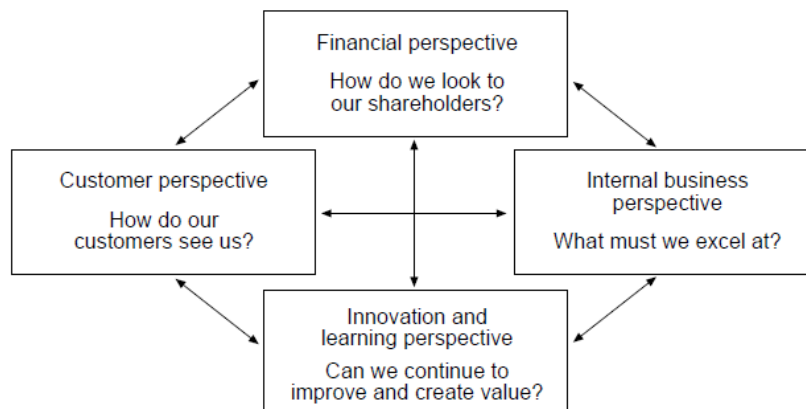 Financial perspective
How do we look to
our shareholders?
Customer perspective
How do our
customers see us?
Internal business
perspective
What must we excel at?
Innovation and
learning perspective
Can we continue to
improve and create value?